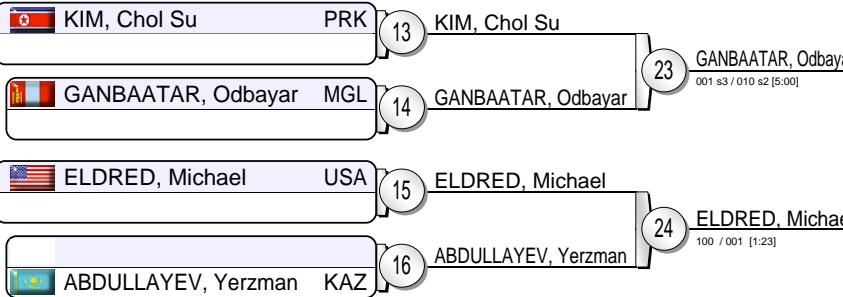 KIM, Chol Su PRK
13
KIM, Chol Su
GANBAATAR, Odbayar MGL
14
GANBAATAR, Odbayar
23
GANBAATAR, Odbaya
001 s3 / 010 s2 [5:00]
ELDRED, Michael USA
15
ELDRED, Michael
ABDULLAYEV, Yerzman KAZ
16
ABDULLAYEV, Yerzman
24
ELDRED, Michae
100 / 001 [1:23]